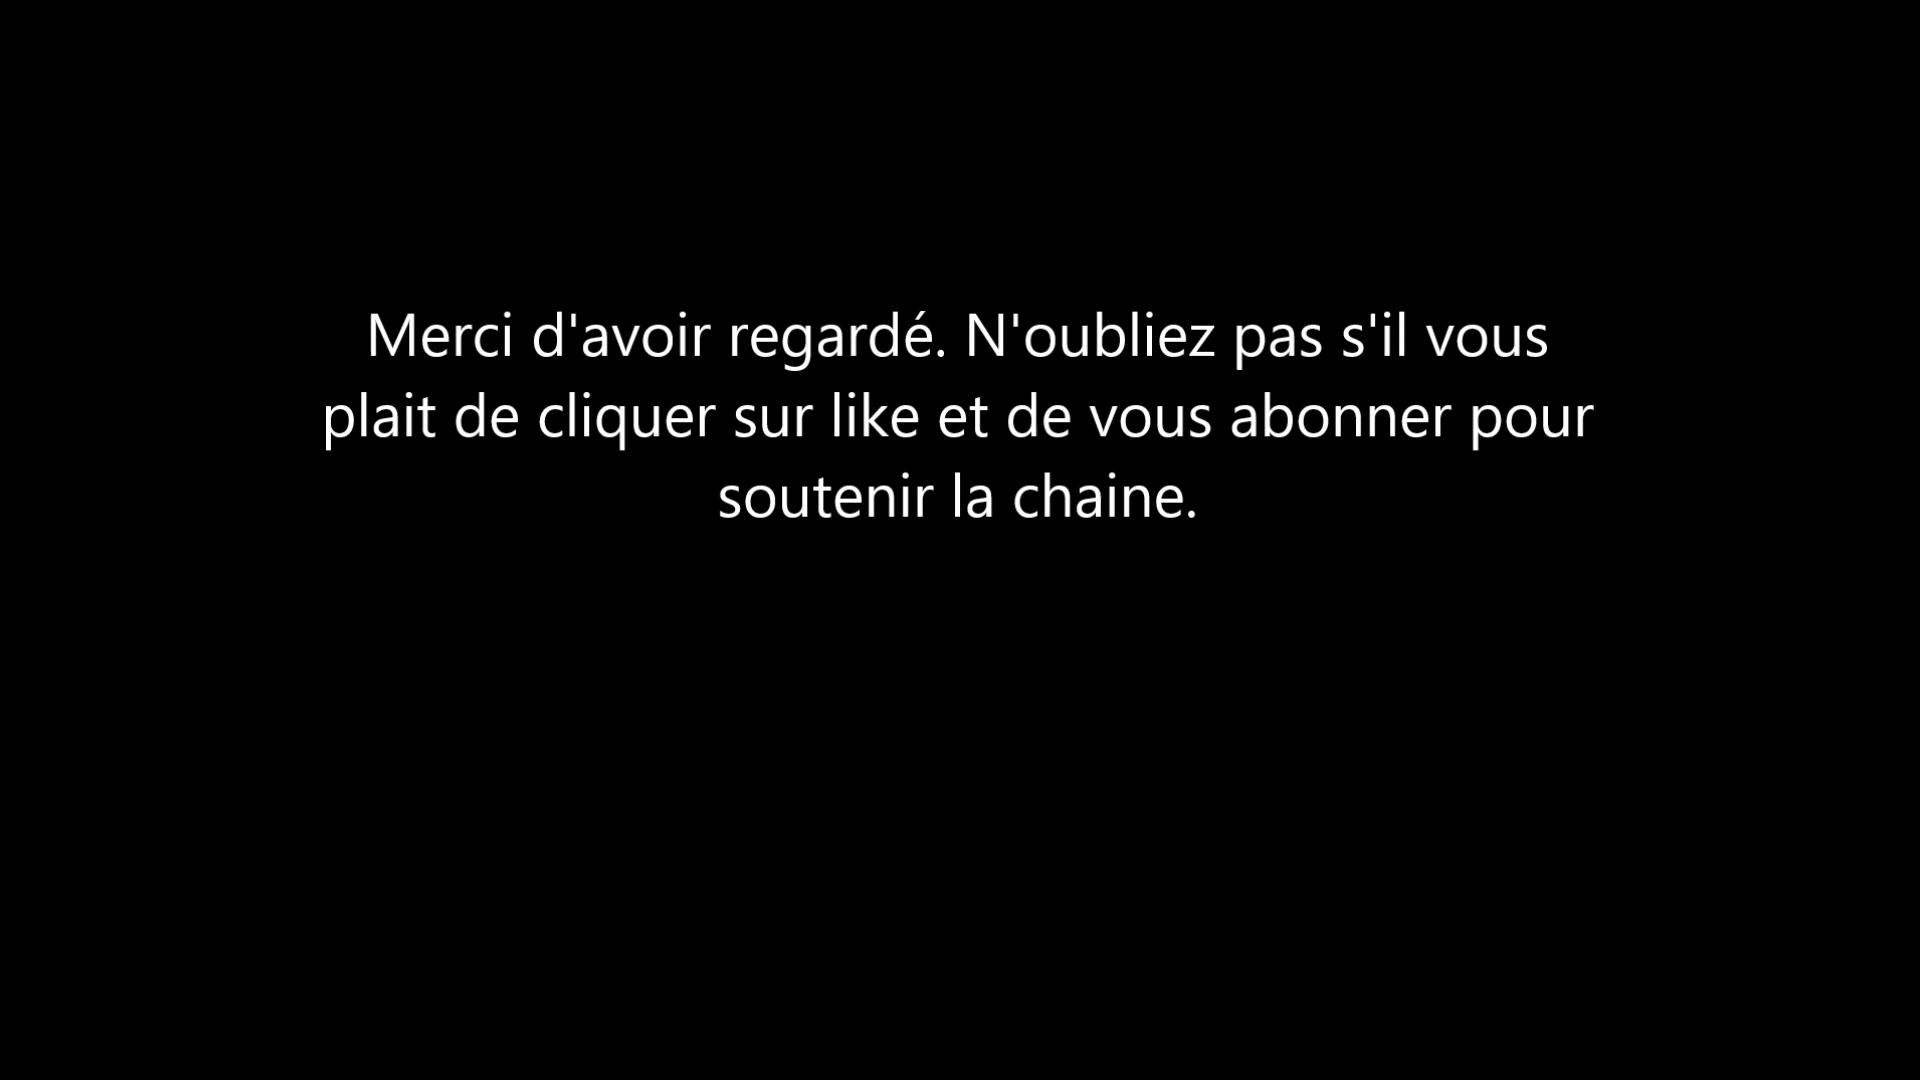 Merci d'avoir regardé. N'oubliez pas s'il vous
plait de cliquer sur like et de vous abonner pour
soutenir la chaine.